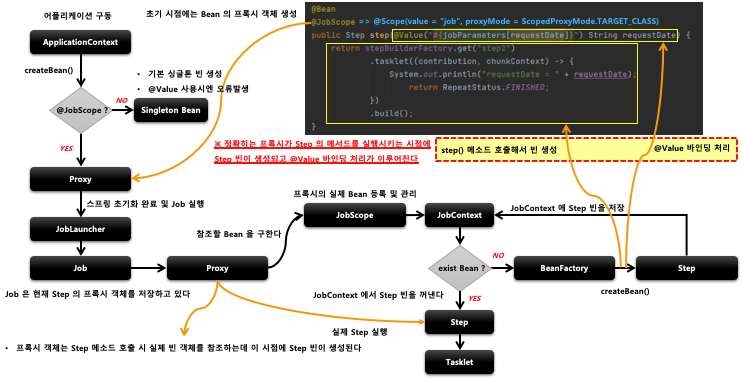 어플리케이션 구동
ApplicationContext
createBean()
@JobScope ?
NO
Singleton Bean
• 기본 싱글톤 빈 생성
• @Value 사용시엔 오류발생
YES
Proxy
스프링 초기화 완료 및 Job 실행
JobLauncher
Job
Job 은 현재 Step 의 프록시 객체를 저장하고 있다
초기 시점에는 Bean 의 프록시 객체 생성
@Bean
@JobScope => @Scope(value = "job", proxyMode = ScopedProxyMode.TARGET_CLASS)
public Step step(@Value("#{jobParameters[requestDate]}") String requestDate) {
return stepBuilderFactory.get("step2")
.tasklet((contribution, chunkContext) -> {
System.out.println("requestDate = " + requestDate);
return RepeatStatus.FINISHED;
})
.build();
}
※ 정확히는 프록시가 Step 의 메서드를 실행시키는 시점에
Step 빈이 생성되고 @Value 바인딩 처리가 이루어진다
step() 메소드 호출해서 빈 생성
@Value 바인딩 처리
프록시의 실제 Bean 등록 및 관리
JobScope
JobContext
JobContext 에 Step 빈을 저장
참조할 Bean 을 구한다
Proxy
exist Bean ?
NO
BeanFactory
createBean()
Step
JobContext 에서 Step 빈을 꺼낸다
YES
실제 Step 실행
Step
Tasklet
• 프록시 객체는 Step 메소드 호출 시 실제 빈 객체를 참조하는데 이 시점에 Step 빈이 생성된다